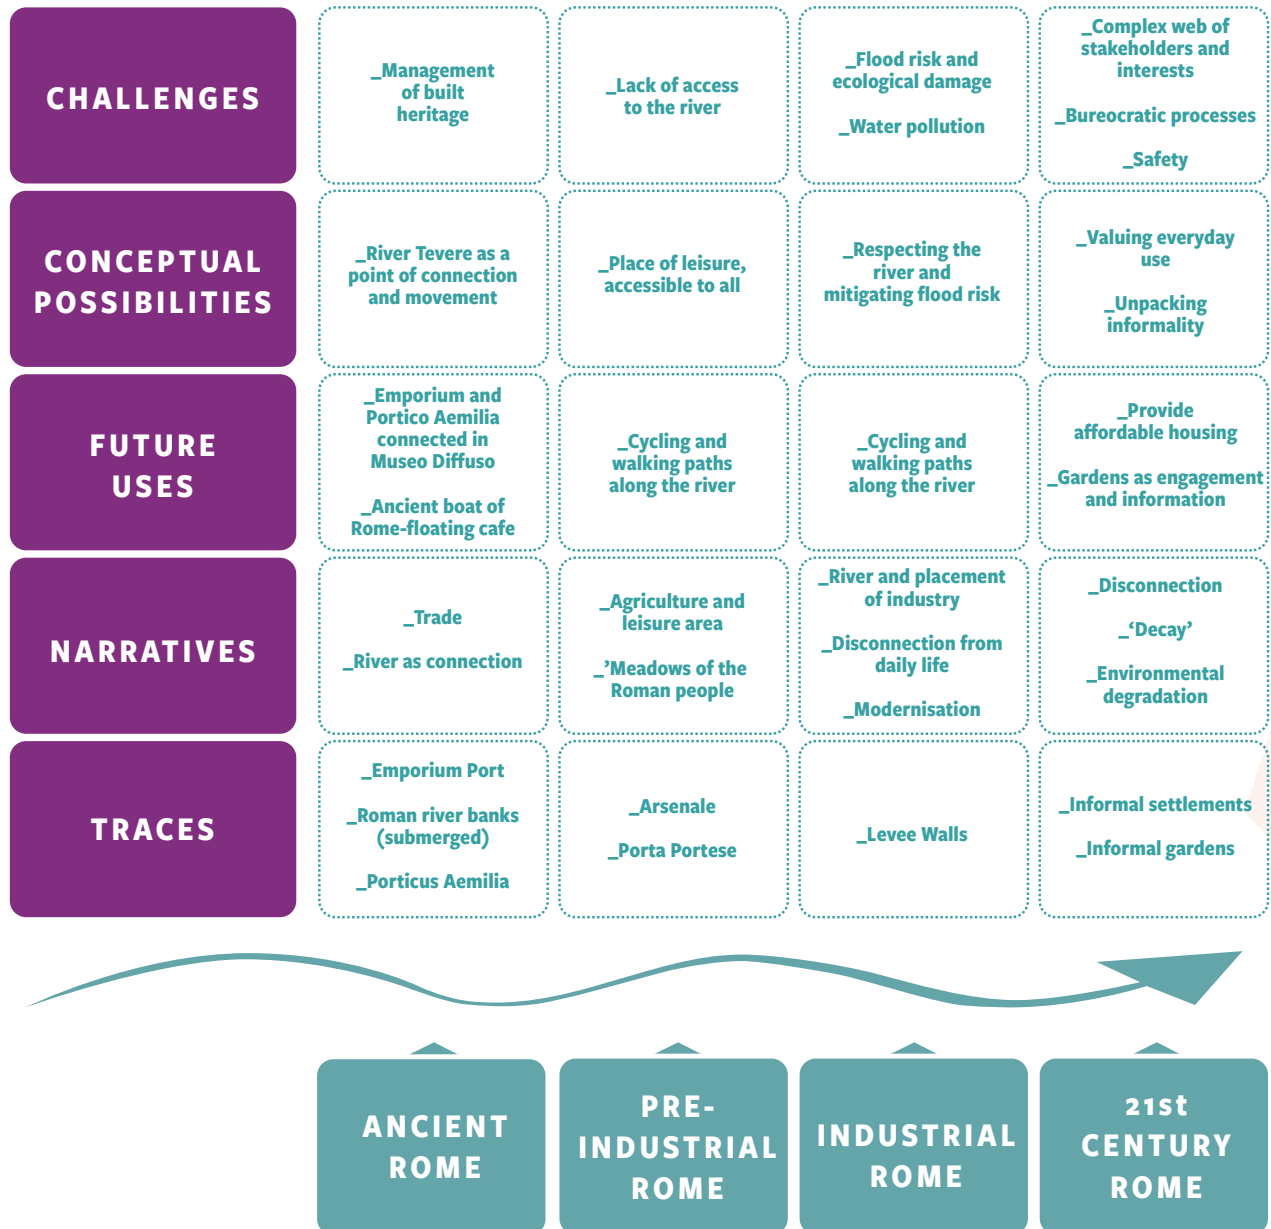 CHALLENGES
_Management
of built
heritage
_Lack of access
to the river
_Flood risk and
ecological damage
_Water pollution
_Complex web of
stakeholders and
interests
_Bureocratic processes
_Safety
CONCEPTUAL
POSSIBILITIES
_River Tevere as a
point of connection
and movement
_Place of leisure,
accessible to all
_Respecting the
river and
mitigating flood risk
_Valuing everyday
use
_Unpacking
informality
FUTURE
USES
_Emporium and
Portico Aemilia
connected in
Museo Diffuso
_Ancient boat of
Rome-floating cafe
_Cycling and
walking paths
along the river
_Cycling and
walking paths
along the river
_Provide
affordable housing
_Gardens as engagement
and information
NARRATIVES
_Trade
_River as connection
_Agriculture and
leisure area
_’Meadows of the
Roman people
_River and placement
of industry
_Disconnection from
daily life
_Modernisation
_Disconnection
_‘Decay’
_Environmental
degradation
TRACES
_Emporium Port
_Roman river banks
(submerged)
_Porticus Aemilia
_Arsenale
_Porta Portese
_Levee Walls
_Informal settlements
_Informal gardens
ANCIENT
ROME
PRE-
INDUSTRIAL
ROME
INDUSTRIAL
ROME
21st
CENTURY
ROME